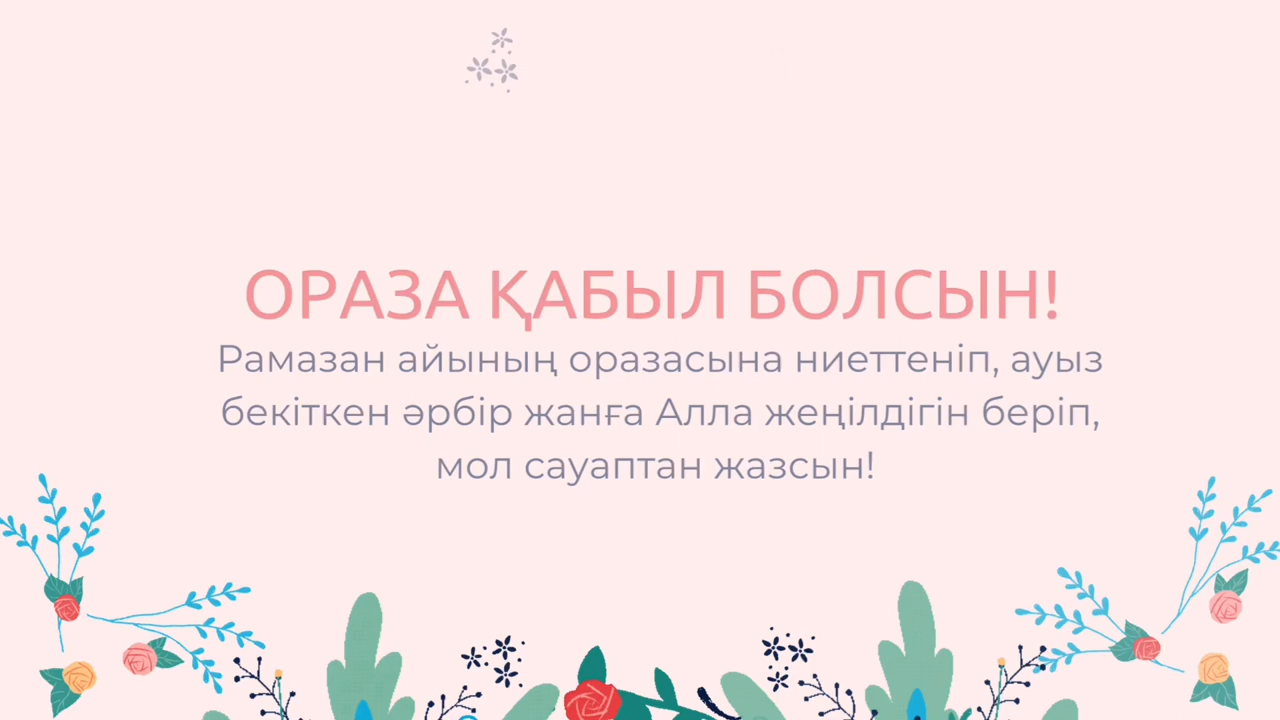 ОРАЗА ҚАБЫЛ БОЛСЫН!
Рамазан айының оразасына ниеттеніп, ауыз
бекіткен әрбір жанға Алла жеңілдігін беріп,
мол сауаптан жазсын!